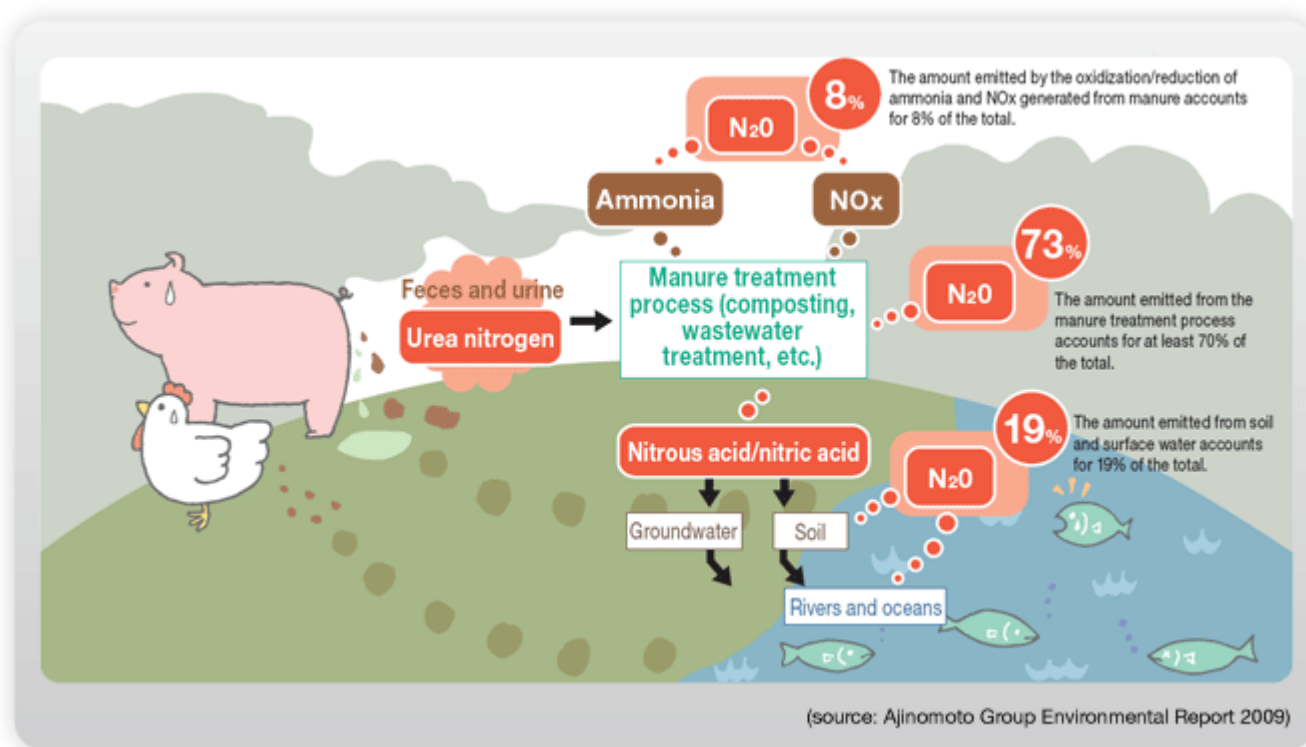 8%
The amount emitted by the oxidization/reduction of
ammonia and NOx generated from manure accounts
for 8% of the total.
N20
Ammonia
NOx
73%
N20
The amount emitted from the
manure treatment process
accounts for at least 70% of
the total.
Feces and urine
Urea nitrogen
Manure treatment
process (composting,
wastewater
treatment, etc.)
19%
The amount emitted from soil
and surface water accounts
for 19% of the total.
Nitrous acid/nitric acid
N20
Groundwater
Soil
Rivers and oceans
(source: Ajinomoto Group Environmental Report 2009)